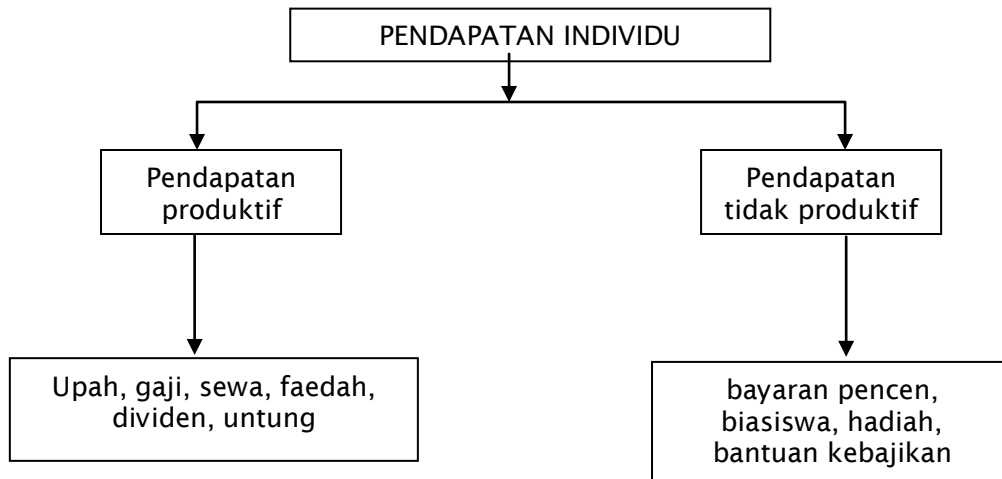 PENDAPATAN INDIVIDU
Pendapatan
produktif
Pendapatan
tidak produktif
Upah, gaji, sewa, faedah,
dividen, untung
bayaran pencen,
biasiswa, hadiah,
bantuan kebajikan